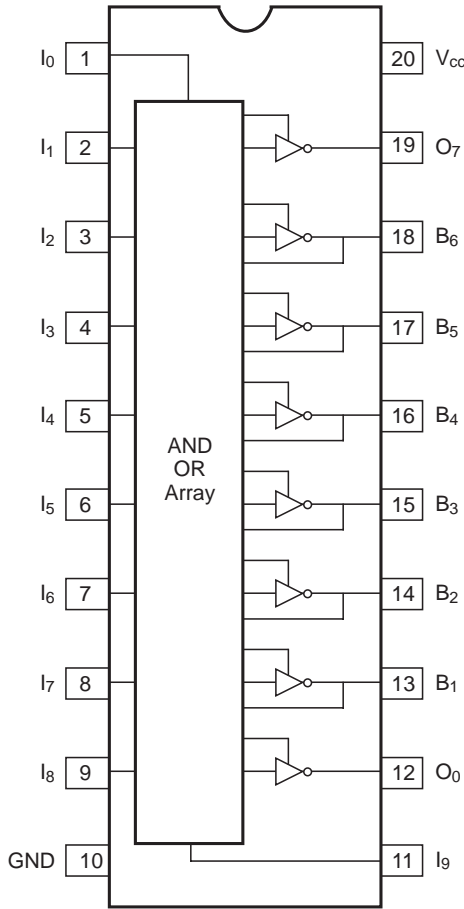 I0 1 20 Vcc
I1 2 19 O7
I2 3 18 B6
I3 4 17 B5
I4 5 16 B4
AND
OR
Array
I5 6 15 B3
I6 7 14 B2
I7 8 13 B1
I8 9 12 O0
GND 10 11 I9